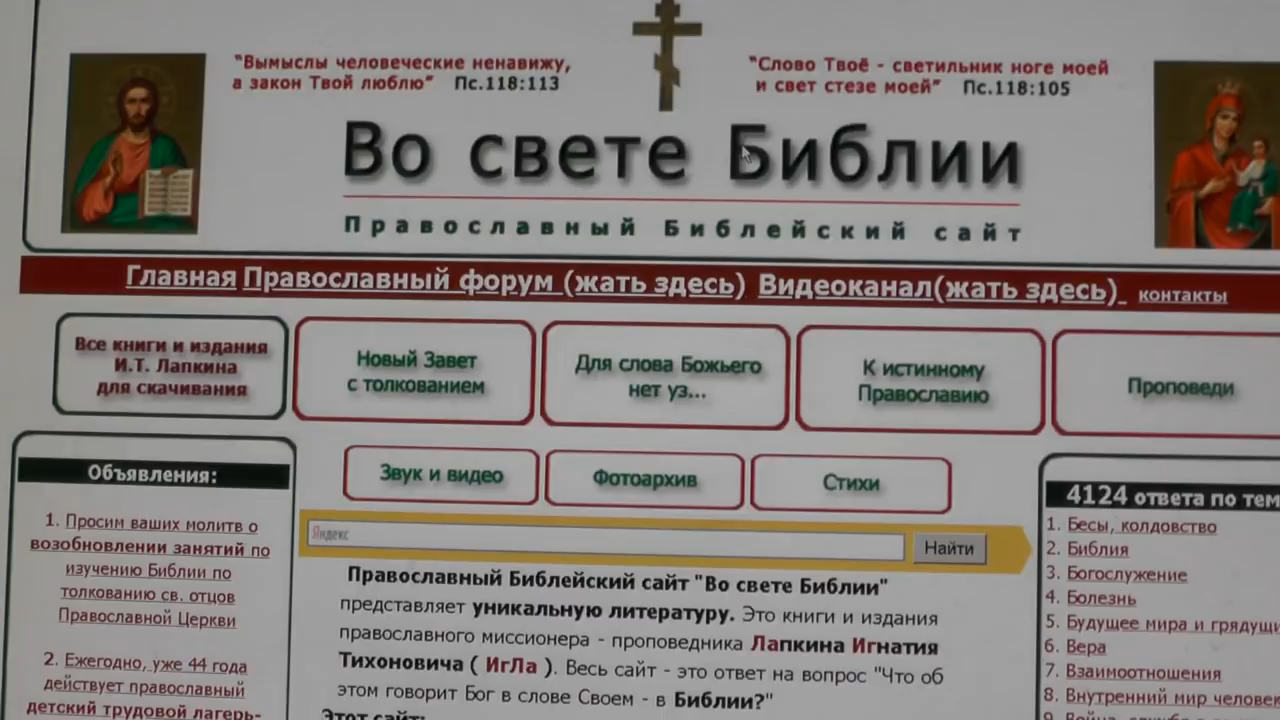 "Вымыслы человеческие ненавижу,
а закон Твой люблю" Пс.118:113
"Слово Твоё - светильник ноге моей
и свет стезе моей" Пс.118:105
Во свете Библии
Православный Библейский сайт
Главная Православный форум (жать здесь) Видеоканал(жать здесь) контакты
Все книги и издания
И.Т. Лапкина
для скачивания
Новый Завет
с толкованием
Для слова Божьего
нет уз...
К истинному
Православию
Проповеди
Звук и видео
Фотоархив
Стихи
Объявления:
1. Просим ваших молитв о
возобновлении занятий по
изучению Библии по
толкованию св. отцов
Православной Церкви
2. Ежегодно, уже 44 года
действует православный
детский трудовой лагерь-
Яндекс
Найти
Православный Библейский сайт "Во свете Библии"
представляет уникальную литературу. Это книги и издания
православного миссионера - проповедника Лапкина Игнатия
Тихоновича ( ИгЛа ). Весь сайт - это ответ на вопрос "Что об
этом говорит Бог в слове Своем - в Библии?"
Этот сайт:
4124 ответа по тем
1. Бесы, колдовство
2. Библия
3. Богослужение
4. Болезнь
5. Будущее мира и грядущи
6. Вера
7. Взаимоотношения
8. Внутренний мир человек
9.